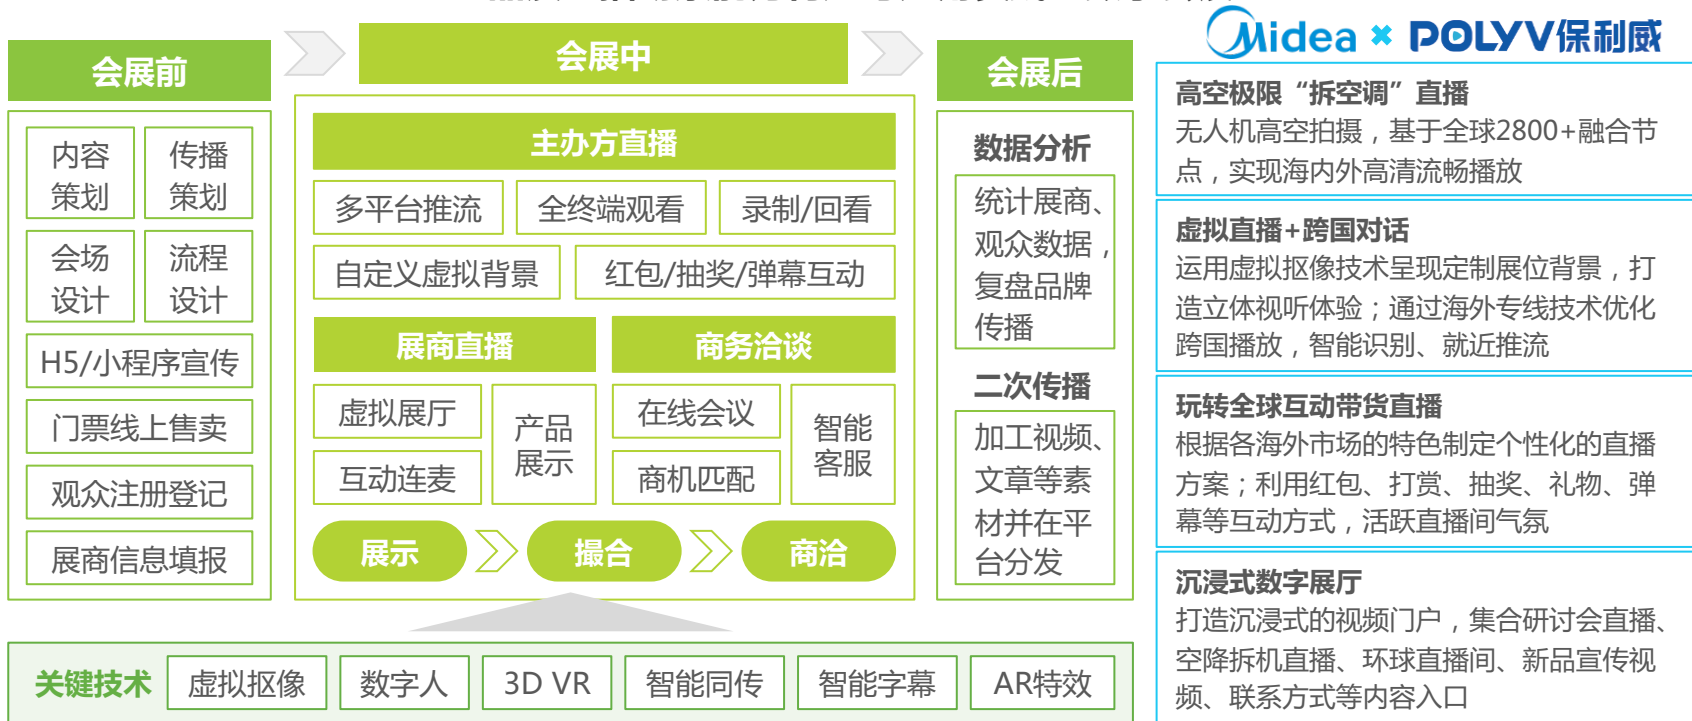 会展前
内容
策划
传播
策划
会场
设计
流程
设计
H5/小程序宣传
门票线上售卖
观众注册登记
展商信息填报
会展中
主办方直播
多平台推流
全终端观看
录制/回看
自定义虚拟背景
红包/抽奖/弹幕互动
展商直播
虚拟展厅
互动连麦
产品
展示
商务洽谈
在线会议
商机匹配
智能
客服
展示
撮合
商洽
会展后
数据分析
统计展商、
观众数据，
复盘品牌
传播
二次传播
加工视频、
文章等素
材并在平
台分发
关键技术
虚拟抠像
数字人
3D VR
智能同传
智能字幕
AR特效
Midea × POLYV保利威
高空极限“拆空调”直播
无人机高空拍摄，基于全球2800+融合节
点，实现海内外高清流畅播放
虚拟直播+跨国对话
运用虚拟抠像技术呈现定制展位背景，打
造立体视听体验；通过海外专线技术优化
跨国播放，智能识别、就近推流
玩转全球互动带货直播
根据各海外市场的特色制定个性化的直播
方案；利用红包、打赏、抽奖、礼物、弹
幕等互动方式，活跃直播间气氛
沉浸式数字展厅
打造沉浸式的视频门户，集合研讨会直播、
空降拆机直播、环球直播间、新品宣传视
频、联系方式等内容入口